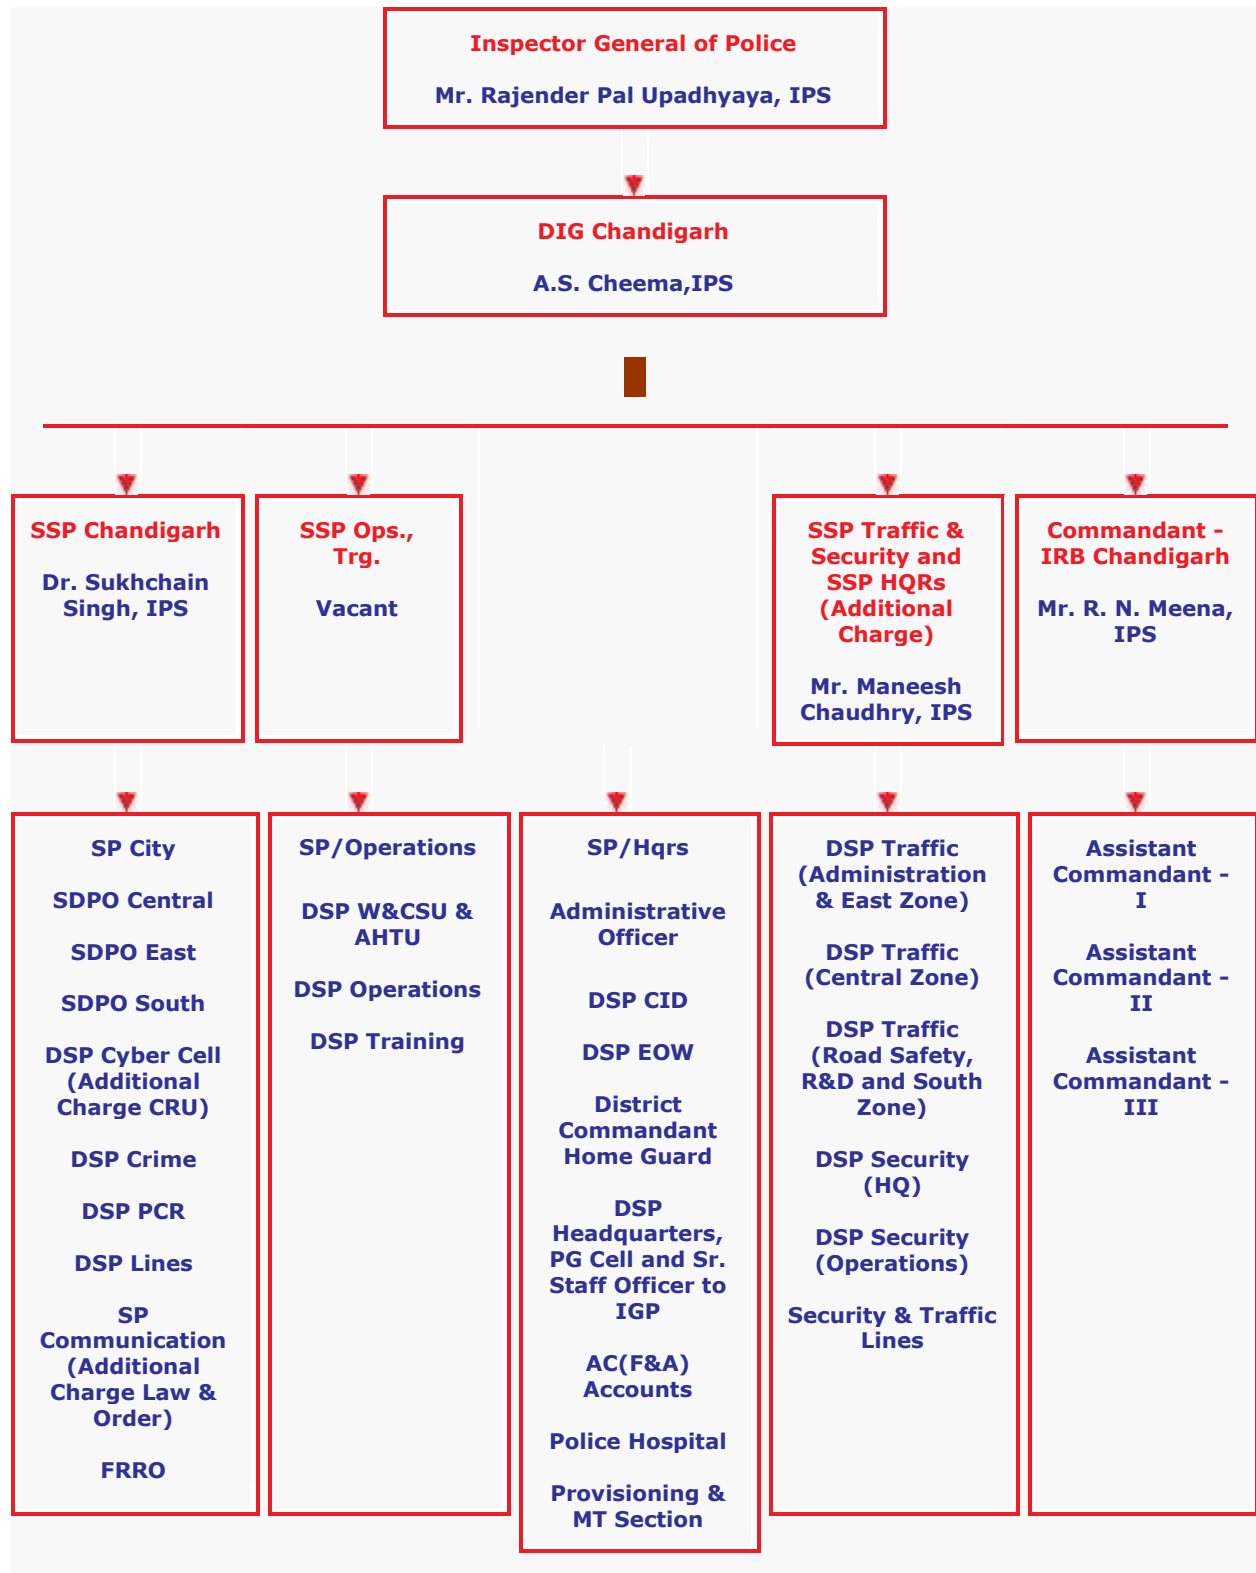 Inspector General of Police
Mr. Rajender Pal Upadhyaya, IPS
DIG Chandigarh
A.S. Cheema,IPS
SSP Chandigarh
Dr. Sukhchain
Singh, IPS
SSP Ops.,
Trg.
Vacant
SSP Traffic &
Security and
SSP HQRs
(Additional
Charge)
Mr. Maneesh
Chaudhry, IPS
Commandant -
IRB Chandigarh
Mr. R. N. Meena,
IPS
SP City
SDPO Central
SDPO East
SDPO South
DSP Cyber Cell
(Additional
Charge CRU)
DSP Crime
DSP PCR
DSP Lines
SP
Communication
(Additional
Charge Law &
Order)
FRRO
SP/Operations
DSP W&CSU &
AHTU
DSP Operations
DSP Training
SP/Hqrs
Administrative
Officer
DSP CID
DSP EOW
District
Commandant
Home Guard
DSP
Headquarters,
PG Cell and Sr.
Staff Officer to
IGP
AC(F&A)
Accounts
Police Hospital
Provisioning &
MT Section
DSP Traffic
(Administration
& East Zone)
DSP Traffic
(Central Zone)
DSP Traffic
(Road Safety,
R&D and South
Zone)
DSP Security
(HQ)
DSP Security
(Operations)
Security & Traffic
Lines
Assistant
Commandant -
I
Assistant
Commandant -
II
Assistant
Commandant -
III